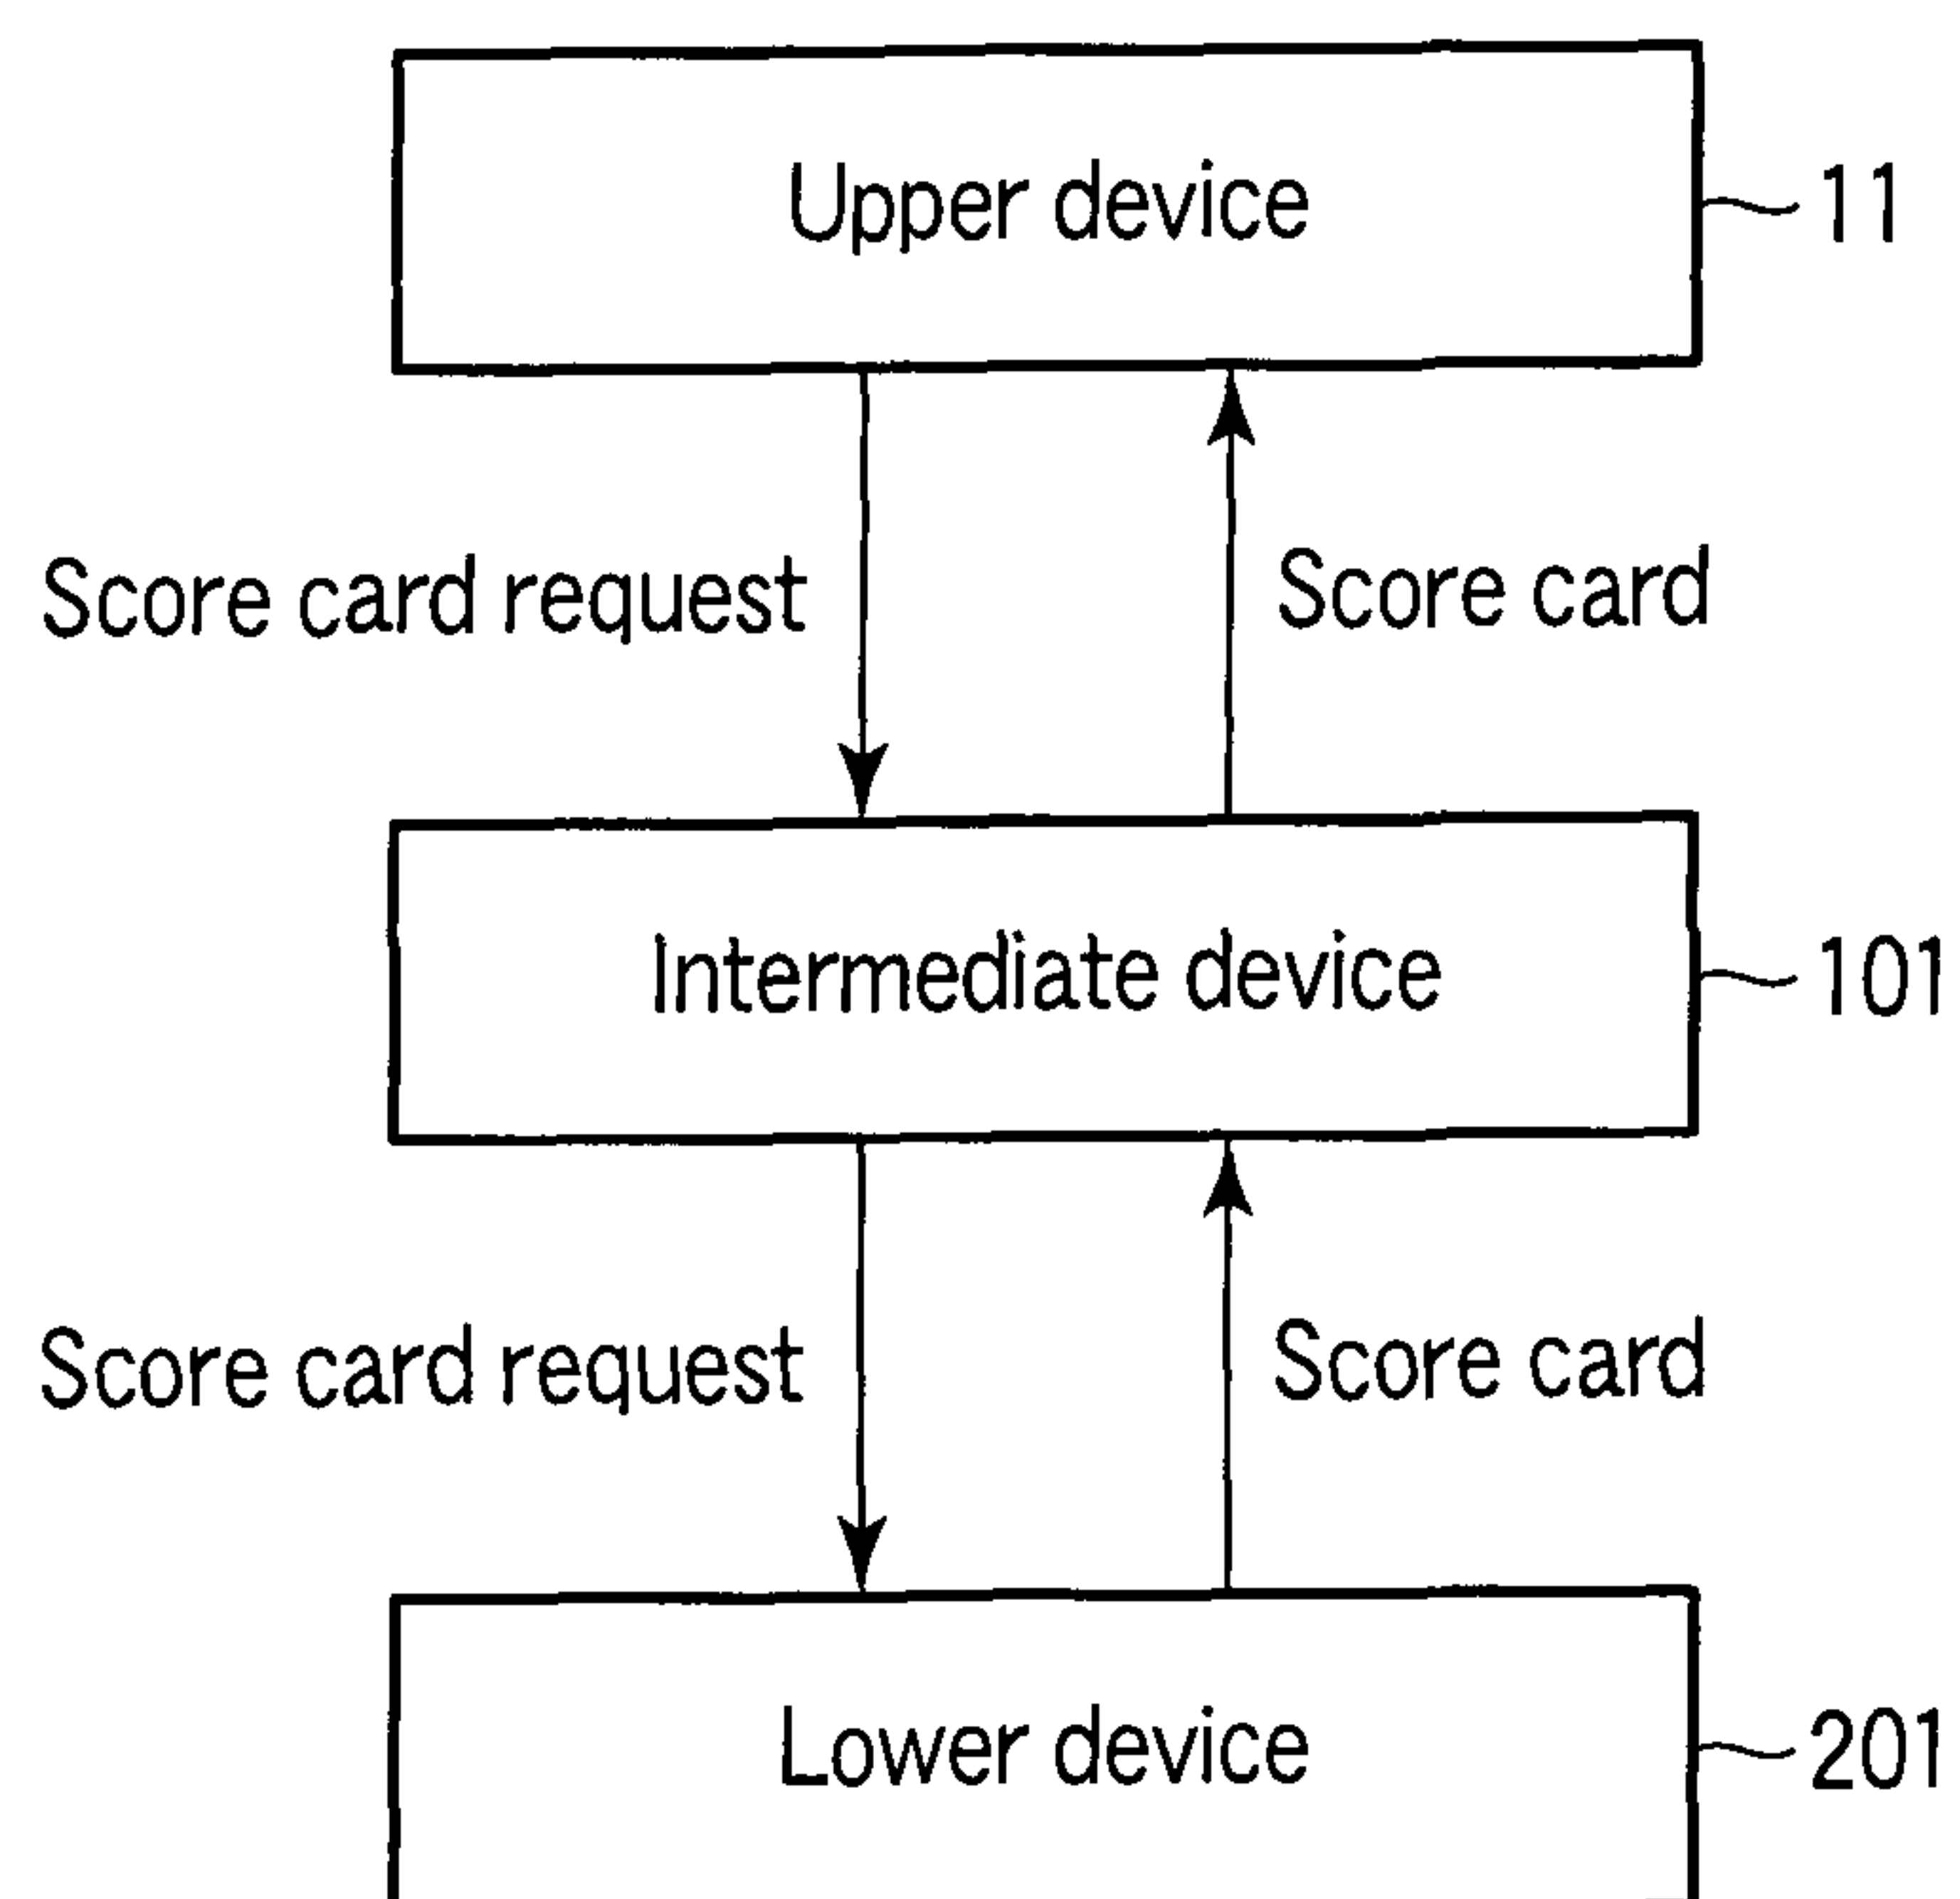 Upper device 11
Score card request Score card
Intermediate device 101
Score card request Score card
Lower device 201